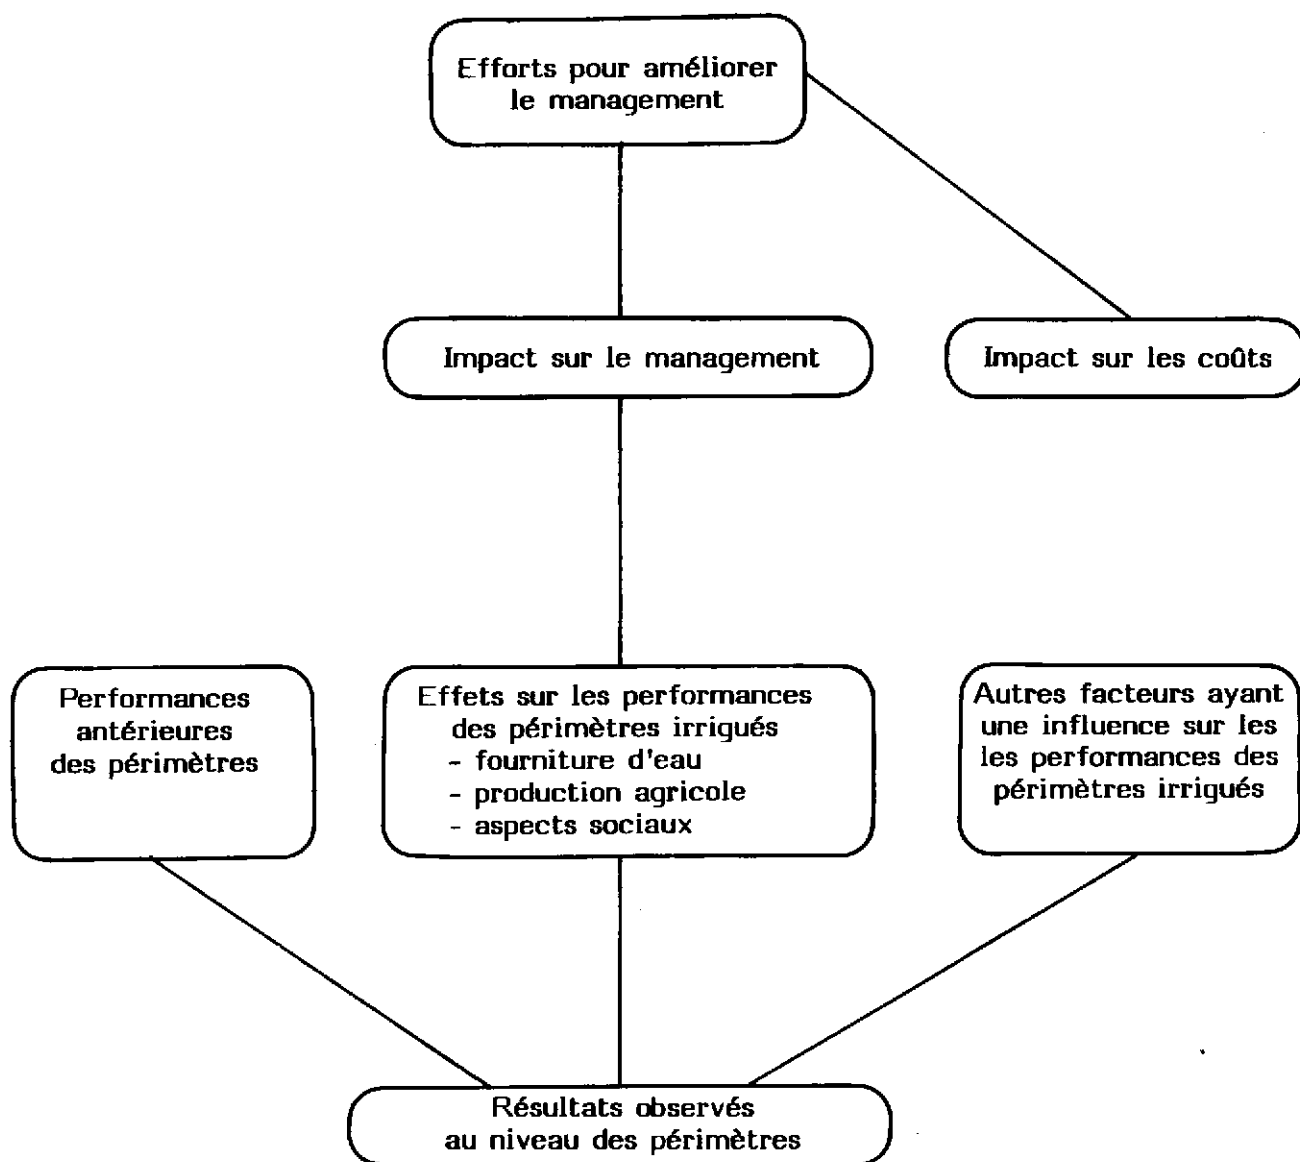 Efforts pour améliorer
le management
Impact sur le management
Impact sur les coûts
Performances
antérieures
des périmètres
Effets sur les performances
des périmètres irrigués
- fourniture d'eau
- production agricole
- aspects sociaux
Autres facteurs ayant
une influence sur les
les performances des
périmètres irrigués
Résultats observés
au niveau des périmètres